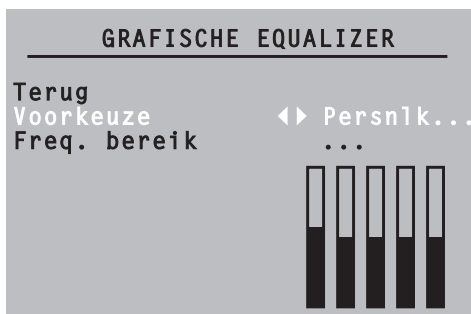 GRAFISCHE EQUALIZER
Terug
Voorkeuze Persnlk...
Freq. bereik ...